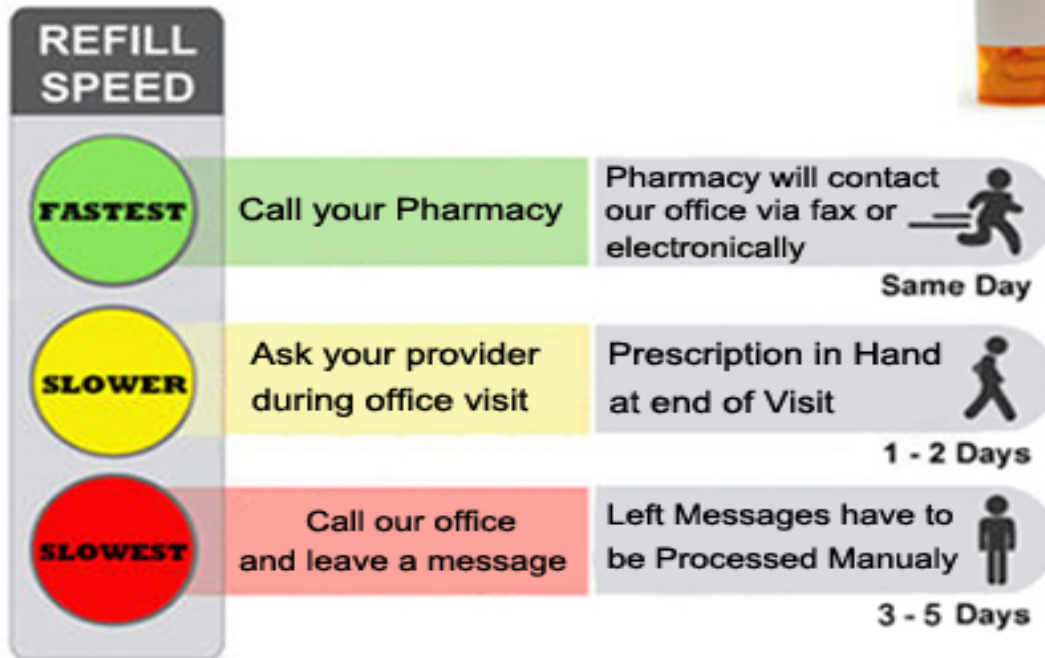 REFILL
SPEED
FASTEST
Call your Pharmacy
Pharmacy will contact
our office via fax or
electronically
Same Day
SLOWER
Ask your provider
during office visit
Prescription in Hand
at end of Visit
1 - 2 Days
SLOWEST
Call our office
and leave a message
Left Messages have to
be Processed Manualy
3 - 5 Days